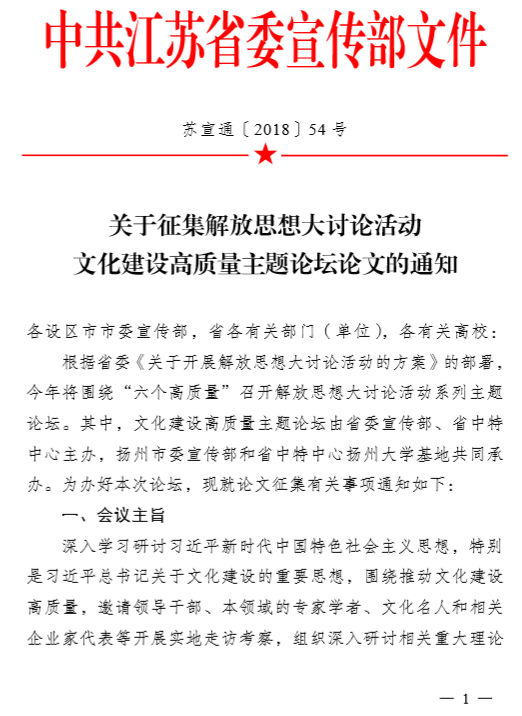 中共江苏省委宣传部文件
苏宣通〔2018〕54 号
关于征集解放思想大讨论活动
文化建设高质量主题论坛论文的通知
各设区市市委宣传部，省各有关部门（单位），各有关高校：
根据省委《关于开展解放思想大讨论活动的方案》的部署，
今年将围绕“六个高质量”召开解放思想大讨论活动系列主题
论坛。其中，文化建设高质量主题论坛由省委宣传部、省中特
中心主办，扬州市委宣传部和省中特中心扬州大学基地共同承
办。为办好本次论坛，现就论文征集有关事项通知如下：
一、会议主旨
深入学习研讨习近平新时代中国特色社会主义思想，特别
是习近平总书记关于文化建设的重要思想，围绕推动文化建设
高质量，邀请领导干部、本领域的专家学者、文化名人和相关
企业家代表等开展实地走访考察，组织深入研讨相关重大理论
— 1 —